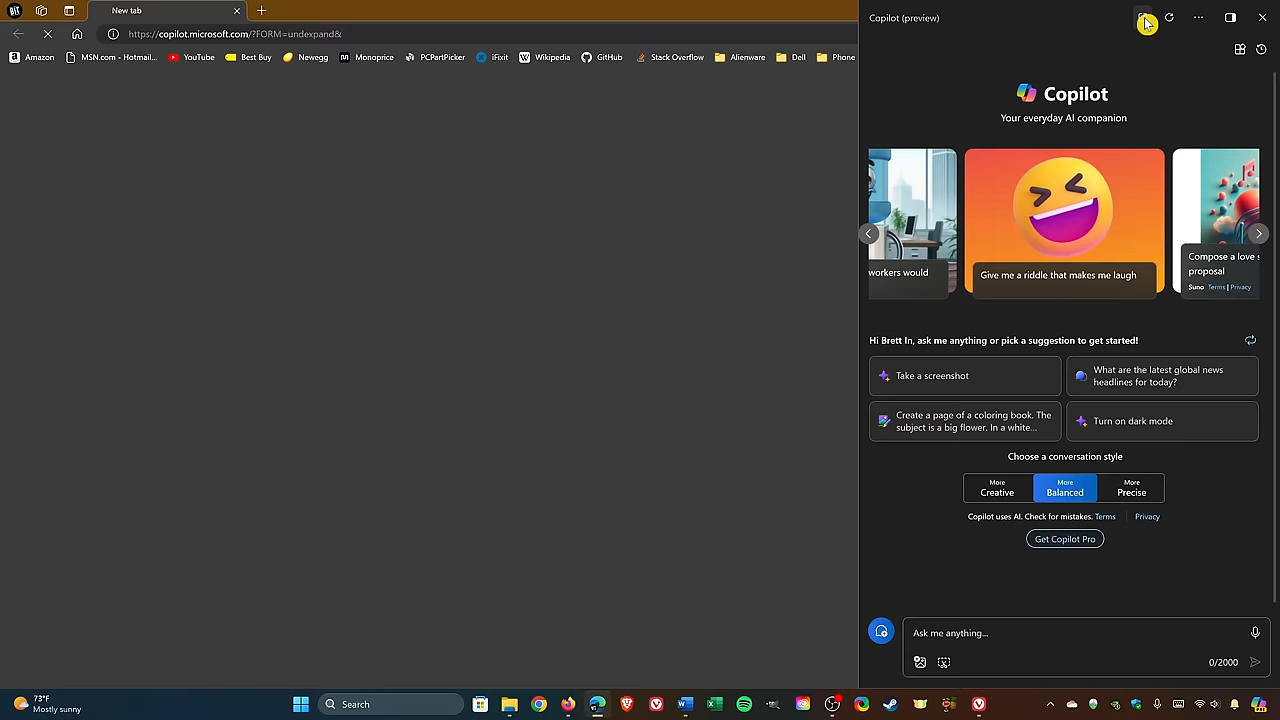 BIT
New tab
Copilot (preview)
https://copilot.microsoft.com/?FORM=undexpand&
Amazon
MSN.com - Hotmail...
YouTube
Best Buy
Newegg
Monoprice
PCPartPicker
iFixit
Wikipedia
GitHub
Stack Overflow
Alienware
Dell
Phone
Copilot
Your everyday AI companion
workers would
Give me a riddle that makes me laugh
Compose a love s
proposal
Suno Terms | Privacy
Hi Brett In, ask me anything or pick a suggestion to get started!
Take a screenshot
What are the latest global news
headlines for today?
Create a page of a coloring book. The
subject is a big flower. In a white...
Turn on dark mode
Choose a conversation style
More
Creative
More
Balanced
More
Precise
Copilot uses AI. Check for mistakes. Terms
Privacy
Get Copilot Pro
Ask me anything...
0/2000
73°F
Mostly sunny
Search